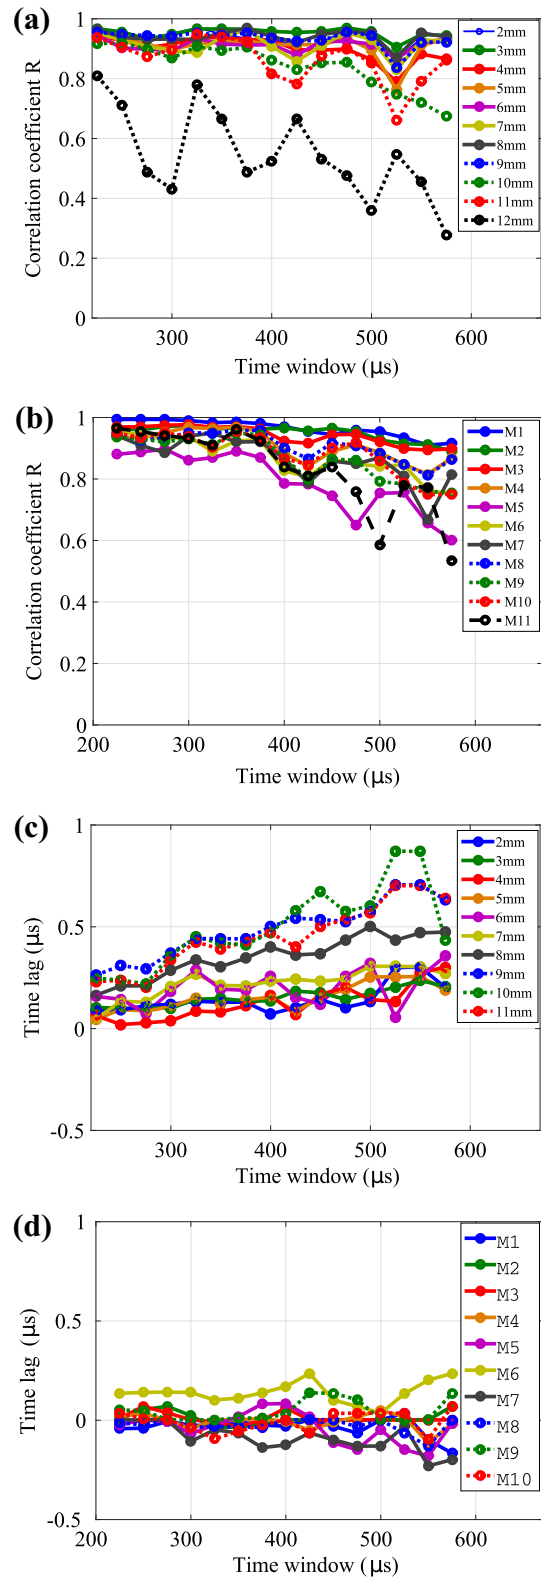 (a)
1
0.8
0.6
0.4
0.2
0
Correlation coefficient R
300
400
500
600
Time window (μs)
2mm
3mm
4mm
5mm
6mm
7mm
8mm
9mm
10mm
11mm
12mm
(b)
1
0.8
0.6
0.4
0.2
0
Correlation coefficient R
200
300
400
500
600
Time window (μs)
M1
M2
M3
M4
M5
M6
M7
M8
M9
M10
M11
(c)
1
0.5
0
-0.5
Time lag (μs)
300
400
500
600
Time window (μs)
2mm
3mm
4mm
5mm
6mm
7mm
8mm
9mm
10mm
11mm
(d)
1
0.5
0
-0.5
Time lag (μs)
200
300
400
500
600
Time window (μs)
M1
M2
M3
M4
M5
M6
M7
M8
M9
M10